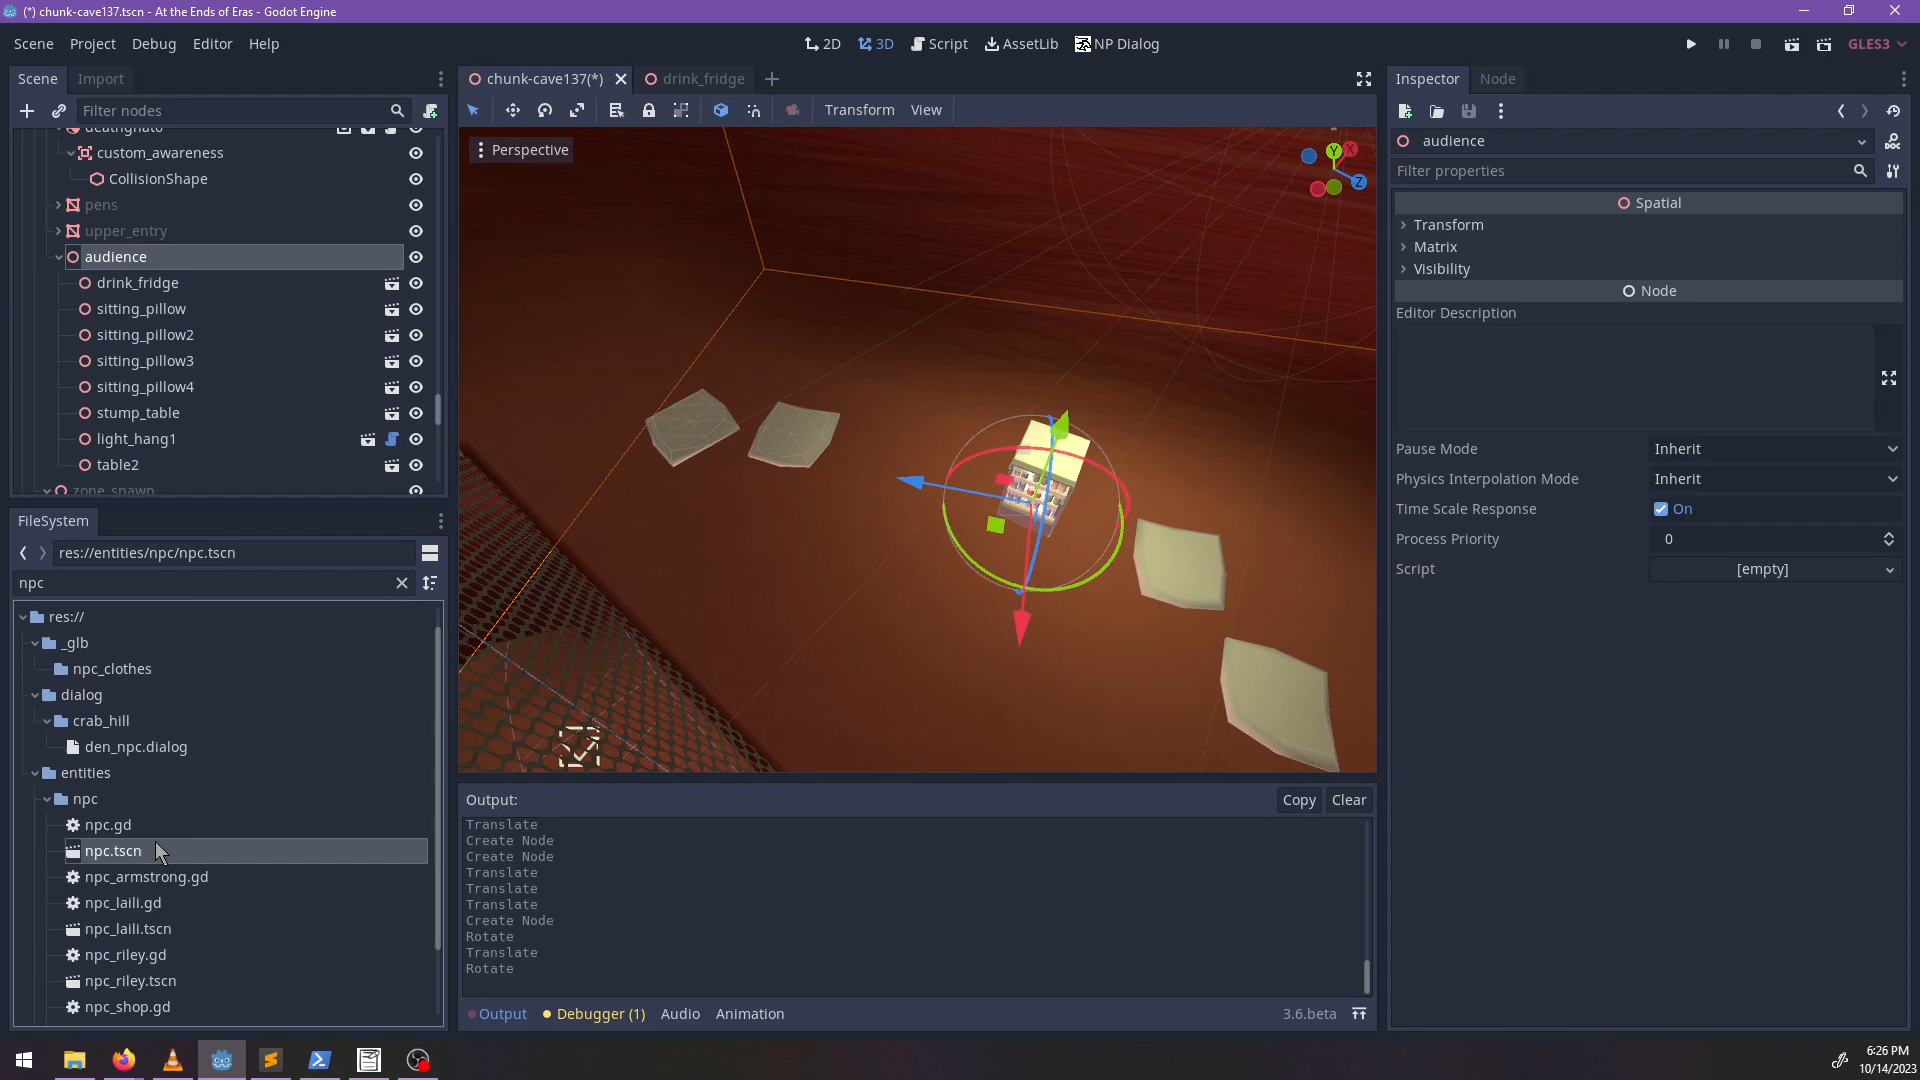 (*) chunk-cave137.tscn - At the Ends of Eras - Godot Engine
Scene Project Debug Editor Help
2D 3D Script AssetLib NP Dialog
GLES3
Scene Import
Filter nodes
deathghato
custom_awareness
CollisionShape
pens
upper_entry
audience
drink_fridge
sitting_pillow
sitting_pillow2
sitting_pillow3
sitting_pillow4
stump_table
light_hang1
table2
zone_spawn
FileSystem
res://entities/npc/npc.tscn
npc
res://
_glb
npc_clothes
dialog
crab_hill
den_npc.dialog
entities
npc
npc.gd
npc.tscn
npc_armstrong.gd
npc_laili.gd
npc_laili.tscn
npc_riley.gd
npc_riley.tscn
npc_shop.gd
chunk-cave137(*) drink_fridge
Transform View
Perspective
Y X Z
Output: Copy Clear
Translate
Create Node
Create Node
Translate
Translate
Translate
Create Node
Rotate
Translate
Rotate
Output Debugger (1) Audio Animation 3.6.beta
Inspector Node
audience
Filter properties
Spatial
Transform
Matrix
Visibility
Node
Editor Description
Pause Mode Inherit
Physics Interpolation Mode Inherit
Time Scale Response On
Process Priority 0
Script [empty]
6:26 PM
10/14/2023